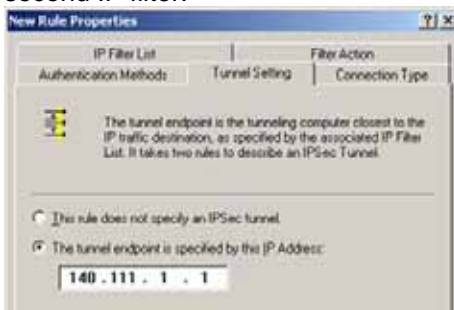 second IP filter.
New Rule Properties
IP Filter List
Filter Action
Authentication Methods
Tunnel Setting
Connection Type
The tunnel endpoint is the tunneling computer closest to the
IP traffic destination, as specified by the associated IP Filter
List. It takes two rules to describe an IPSec Tunnel.
This rule does not specify an IPSec tunnel.
The tunnel endpoint is specified by this IP Address:
140 . 111 . 1 . 1